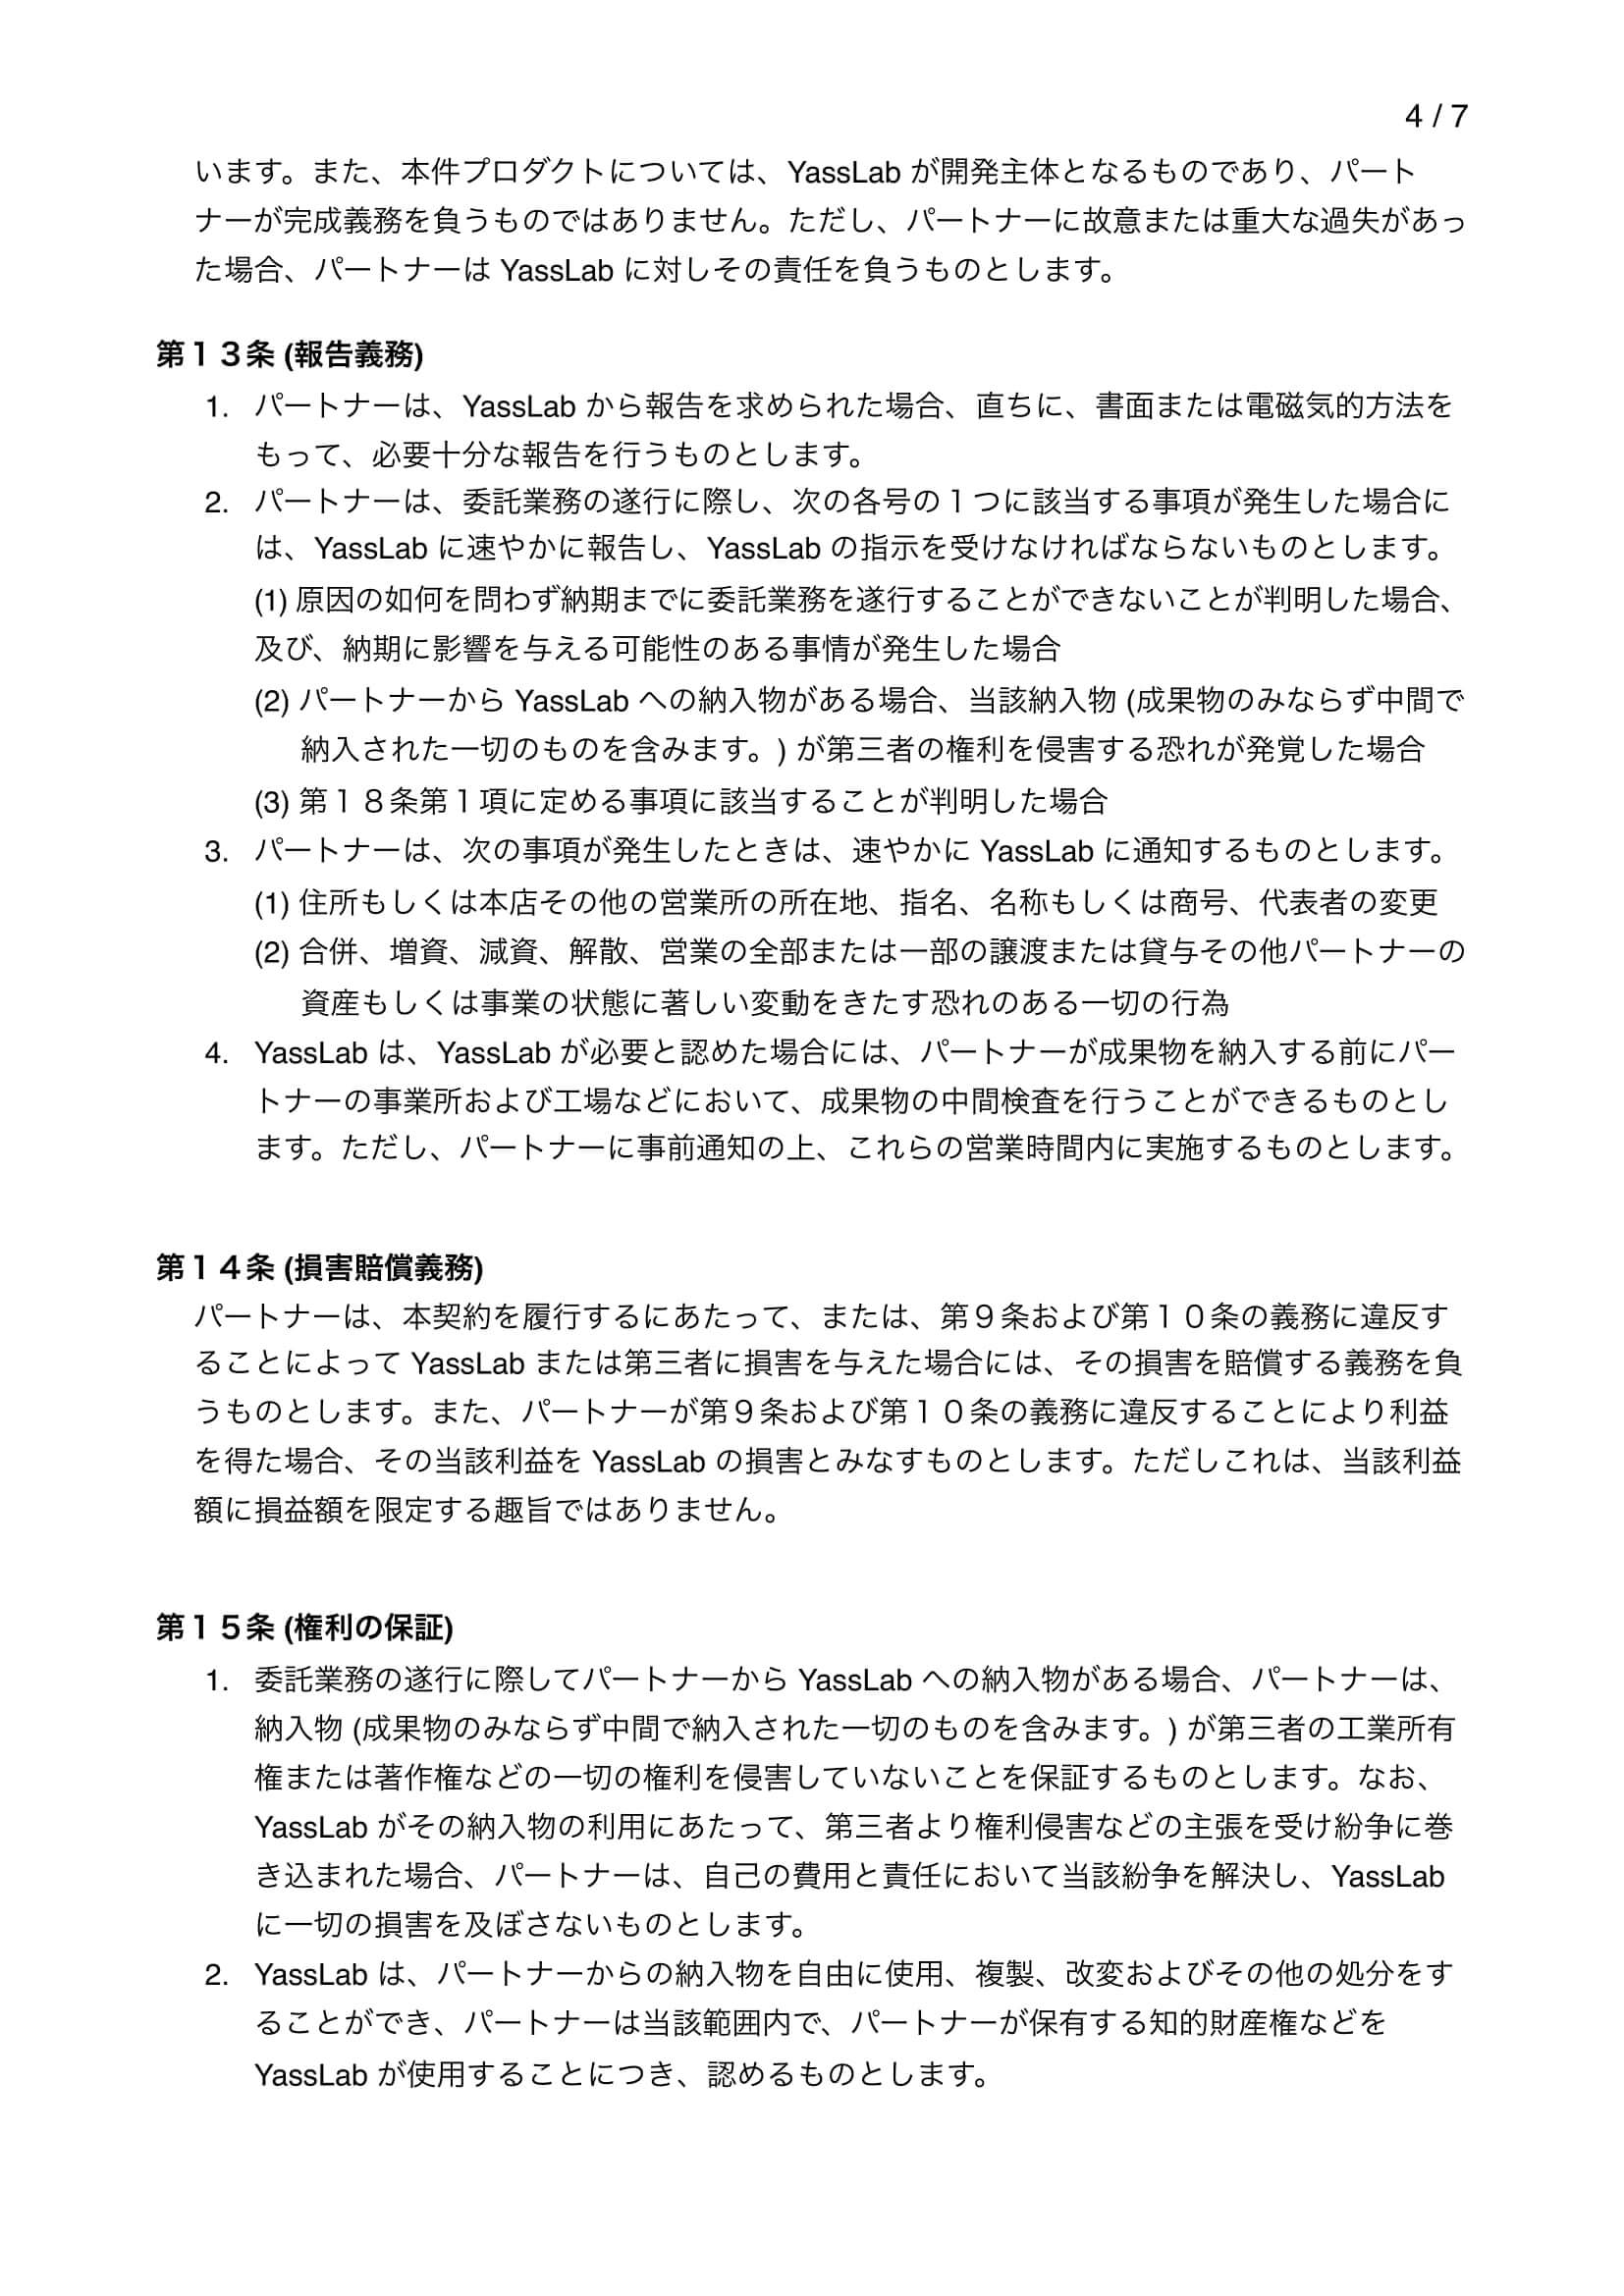 4 / 7
います。また、本件プロダクトについては、YassLab が開発主体となるものであり、パート
ナーが完成義務を負うものではありません。ただし、パートナーに故意または重大な過失があっ
た場合、パートナーは YassLab に対しその責任を負うものとします。
第１３条 (報告義務)
1. パートナーは、YassLab から報告を求められた場合、直ちに、書面または電磁気的方法を
もって、必要十分な報告を行うものとします。
2. パートナーは、委託業務の遂行に際し、次の各号の１つに該当する事項が発生した場合に
は、YassLab に速やかに報告し、YassLab の指示を受けなければならないものとします。
(1) 原因の如何を問わず納期までに委託業務を遂行することができないことが判明した場合、
及び、納期に影響を与える可能性のある事情が発生した場合
(2) パートナーから YassLab への納入物がある場合、当該納入物 (成果物のみならず中間で
納入された一切のものを含みます。) が第三者の権利を侵害する恐れが発覚した場合
(3) 第１８条第１項に定める事項に該当することが判明した場合
3. パートナーは、次の事項が発生したときは、速やかに YassLab に通知するものとします。
(1) 住所もしくは本店その他の営業所の所在地、指名、名称もしくは商号、代表者の変更
(2) 合併、増資、減資、解散、営業の全部または一部の譲渡または貸与その他パートナーの
資産もしくは事業の状態に著しい変動をきたす恐れのある一切の行為
4. YassLab は、YassLab が必要と認めた場合には、パートナーが成果物を納入する前にパー
トナーの事業所および工場などにおいて、成果物の中間検査を行うことができるものとし
ます。ただし、パートナーに事前通知の上、これらの営業時間内に実施するものとします。
第１４条 (損害賠償義務)
パートナーは、本契約を履行するにあたって、または、第９条および第１０条の義務に違反す
ることによって YassLab または第三者に損害を与えた場合には、その損害を賠償する義務を負
うものとします。また、パートナーが第９条および第１０条の義務に違反することにより利益
を得た場合、その当該利益を YassLab の損害とみなすものとします。ただしこれは、当該利益
額に損益額を限定する趣旨ではありません。
第１５条 (権利の保証)
1. 委託業務の遂行に際してパートナーから YassLab への納入物がある場合、パートナーは、
納入物 (成果物のみならず中間で納入された一切のものを含みます。) が第三者の工業所有
権または著作権などの一切の権利を侵害していないことを保証するものとします。なお、
YassLab がその納入物の利用にあたって、第三者より権利侵害などの主張を受け紛争に巻
き込まれた場合、パートナーは、自己の費用と責任において当該紛争を解決し、YassLab
に一切の損害を及ぼさないものとします。
2. YassLab は、パートナーからの納入物を自由に使用、複製、改変およびその他の処分をす
ることができ、パートナーは当該範囲内で、パートナーが保有する知的財産権などを
YassLab が使用することにつき、認めるものとします。